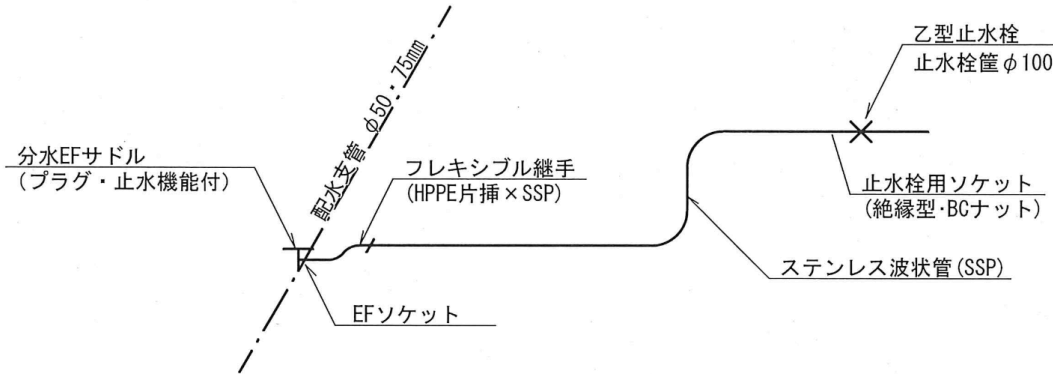 乙型止水栓
止水栓筐φ100
配水支管 φ50・75mm
分水EFサドル
(プラグ・止水機能付)
フレキシブル継手
(HPPE片挿×SSP)
止水栓用ソケット
(絶縁型・BCナット)
ステンレス波状管(SSP)
EFソケット